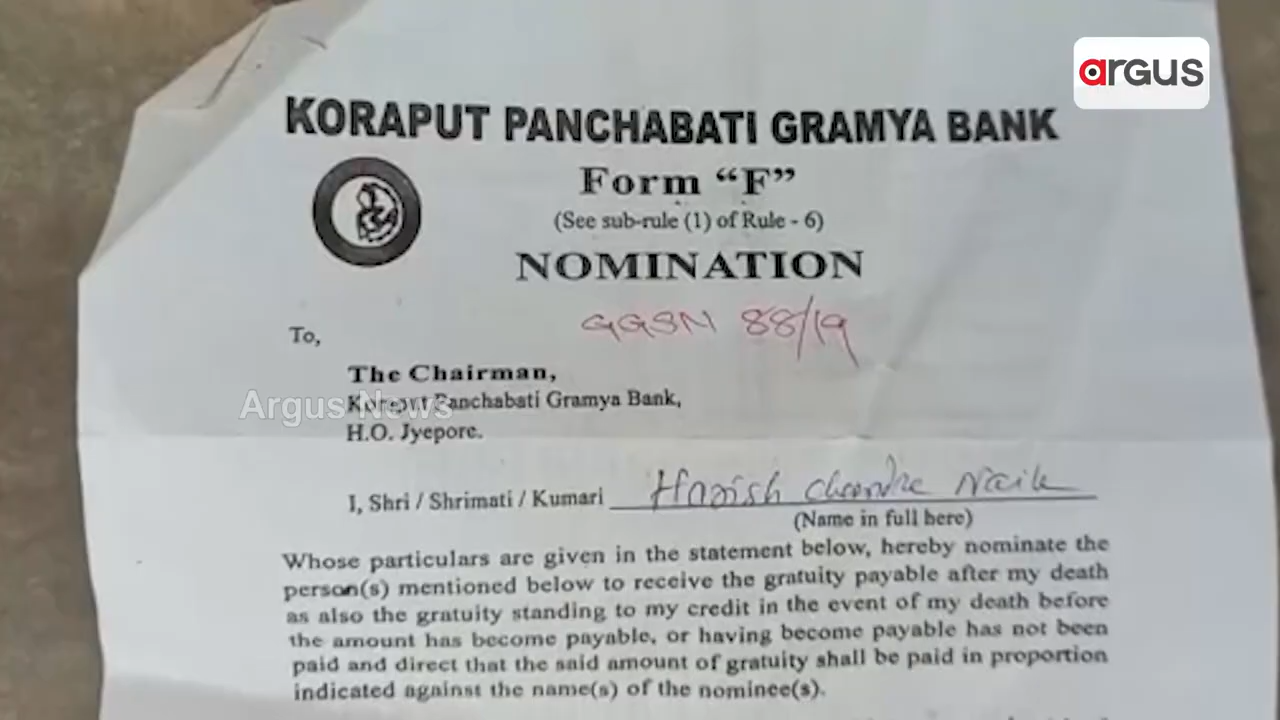 argus
KORAPUT PANCHABATI GRAMYA BANK
Form “F”
(See sub-rule (1) of Rule - 6)
NOMINATION
GGSN 88/19
To,
The Chairman,
Koraput Panchabati Gramya Bank,
Argus News
H.O. Jyepore.
I, Shri / Shrimati / Kumari Harish Chandra Naik
(Name in full here)
Whose particulars are given in the statement below, hereby nominate the
person(s) mentioned below to receive the gratuity payable after my death
as also the gratuity standing to my credit in the event of my death before
the amount has become payable, or having become payable has not been
paid and direct that the said amount of gratuity shall be paid in proportion
indicated against the name(s) of the nominee(s).